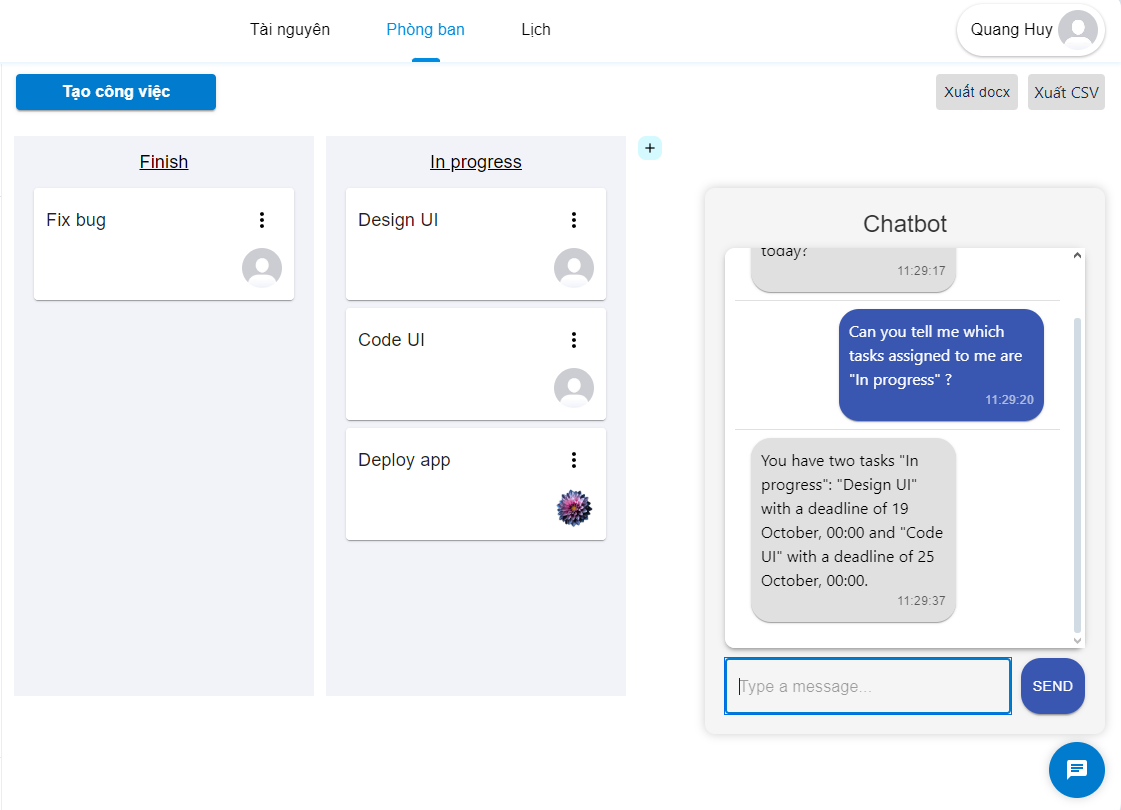 Tài nguyên
Phòng ban
Lịch
Quang Huy
Tạo công việc
Xuất docx
Xuất CSV
Finish
Fix bug
In progress
Design UI
Code UI
Deploy app
+
Chatbot
today?
11:29:17
Can you tell me which
tasks assigned to me are
"In progress" ?
11:29:20
You have two tasks "In
progress": "Design UI"
with a deadline of 19
October, 00:00 and "Code
UI" with a deadline of 25
October, 00:00.
11:29:37
Type a message...
SEND